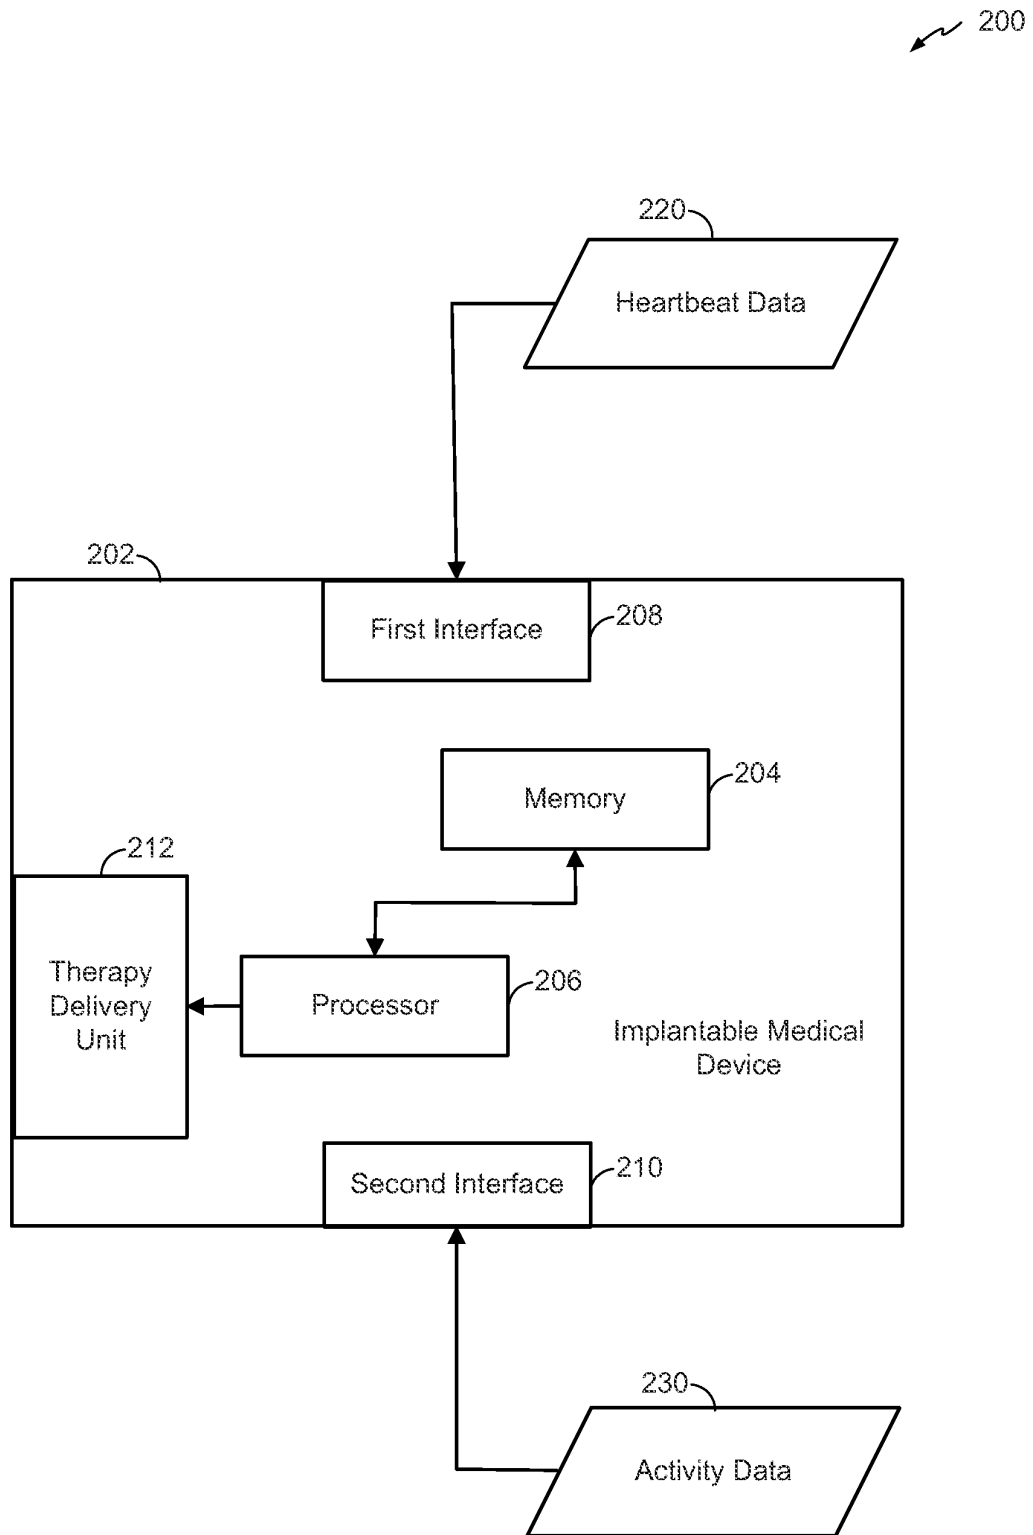 200
220
Heartbeat Data
202
First Interface
208
Memory
204
212
Therapy
Delivery
Unit
Processor
206
Implantable Medical
Device
Second Interface
210
230
Activity Data